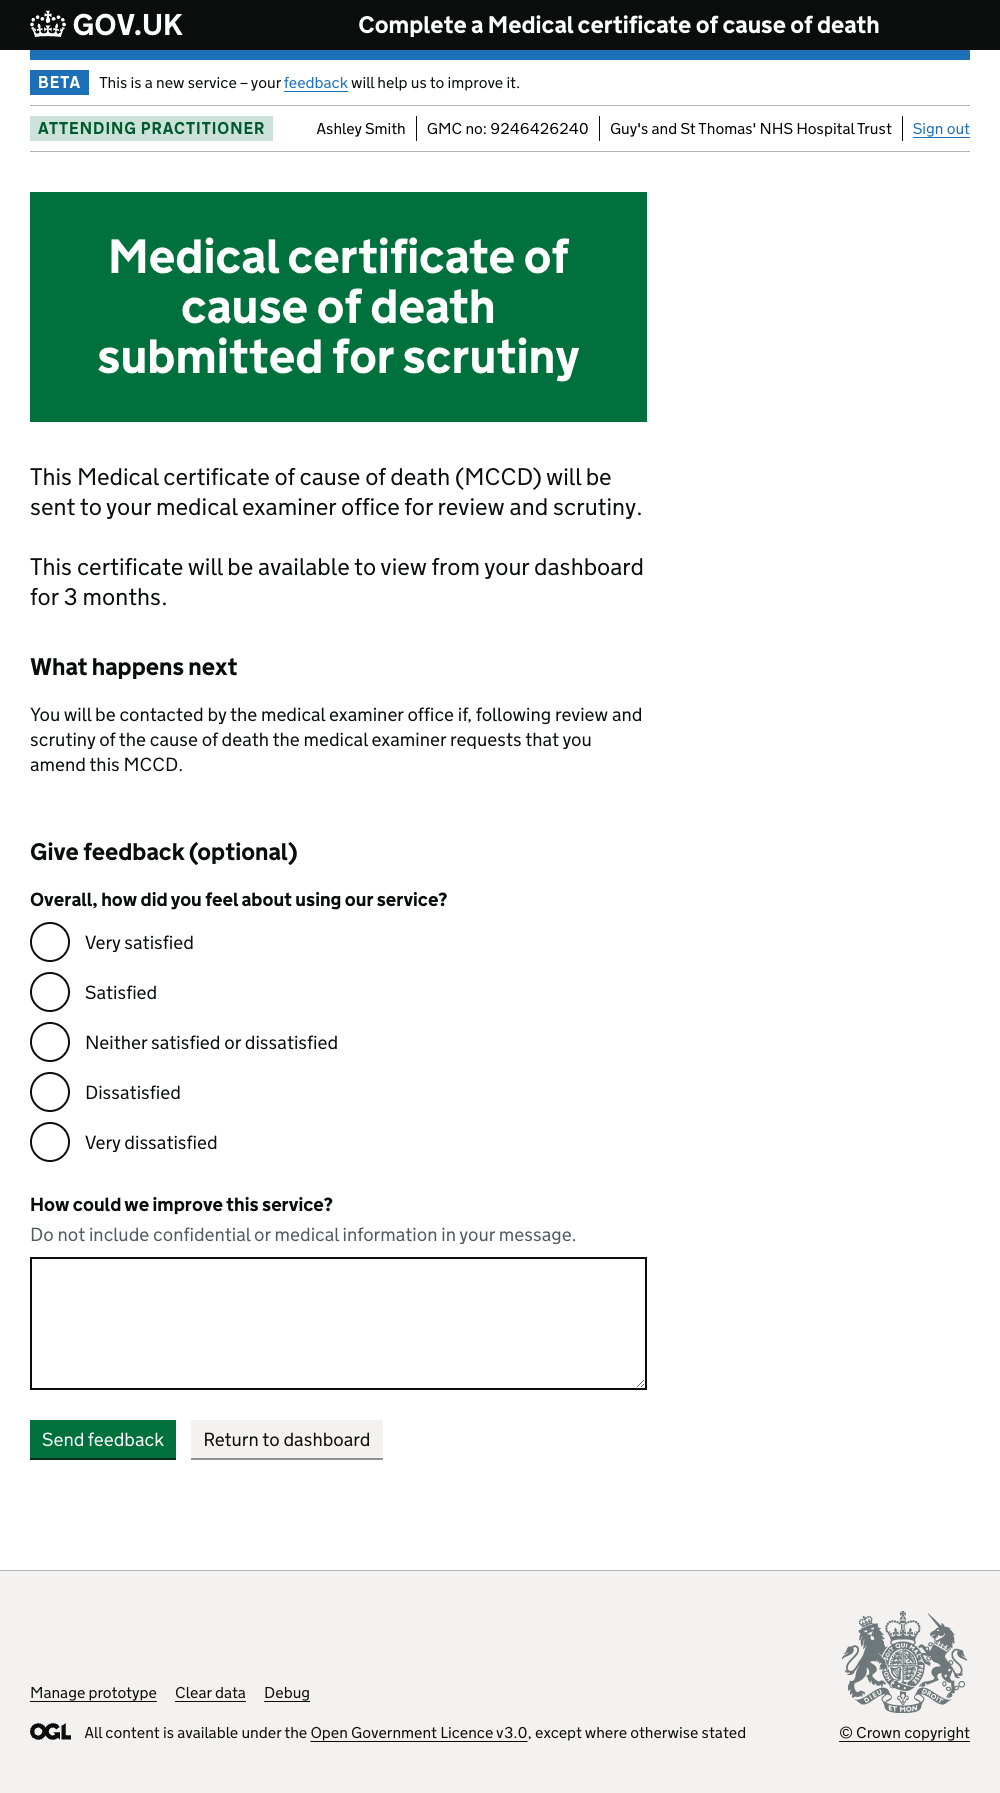 GOV.UK
Complete a Medical certificate of cause of death
BETA This is a new service – your feedback will help us to improve it.
ATTENDING PRACTITIONER Ashley Smith GMC no: 9246426240 Guy's and St Thomas' NHS Hospital Trust Sign out
Medical certificate of
cause of death
submitted for scrutiny
This Medical certificate of cause of death (MCCD) will be
sent to your medical examiner office for review and scrutiny.
This certificate will be available to view from your dashboard
for 3 months.
What happens next
You will be contacted by the medical examiner office if, following review and
scrutiny of the cause of death the medical examiner requests that you
amend this MCCD.
Give feedback (optional)
Overall, how did you feel about using our service?
Very satisfied
Satisfied
Neither satisfied or dissatisfied
Dissatisfied
Very dissatisfied
How could we improve this service?
Do not include confidential or medical information in your message.
Send feedback Return to dashboard
Manage prototype Clear data Debug
OGL All content is available under the Open Government Licence v3.0, except where otherwise stated
DIEU ET MON DROIT
© Crown copyright